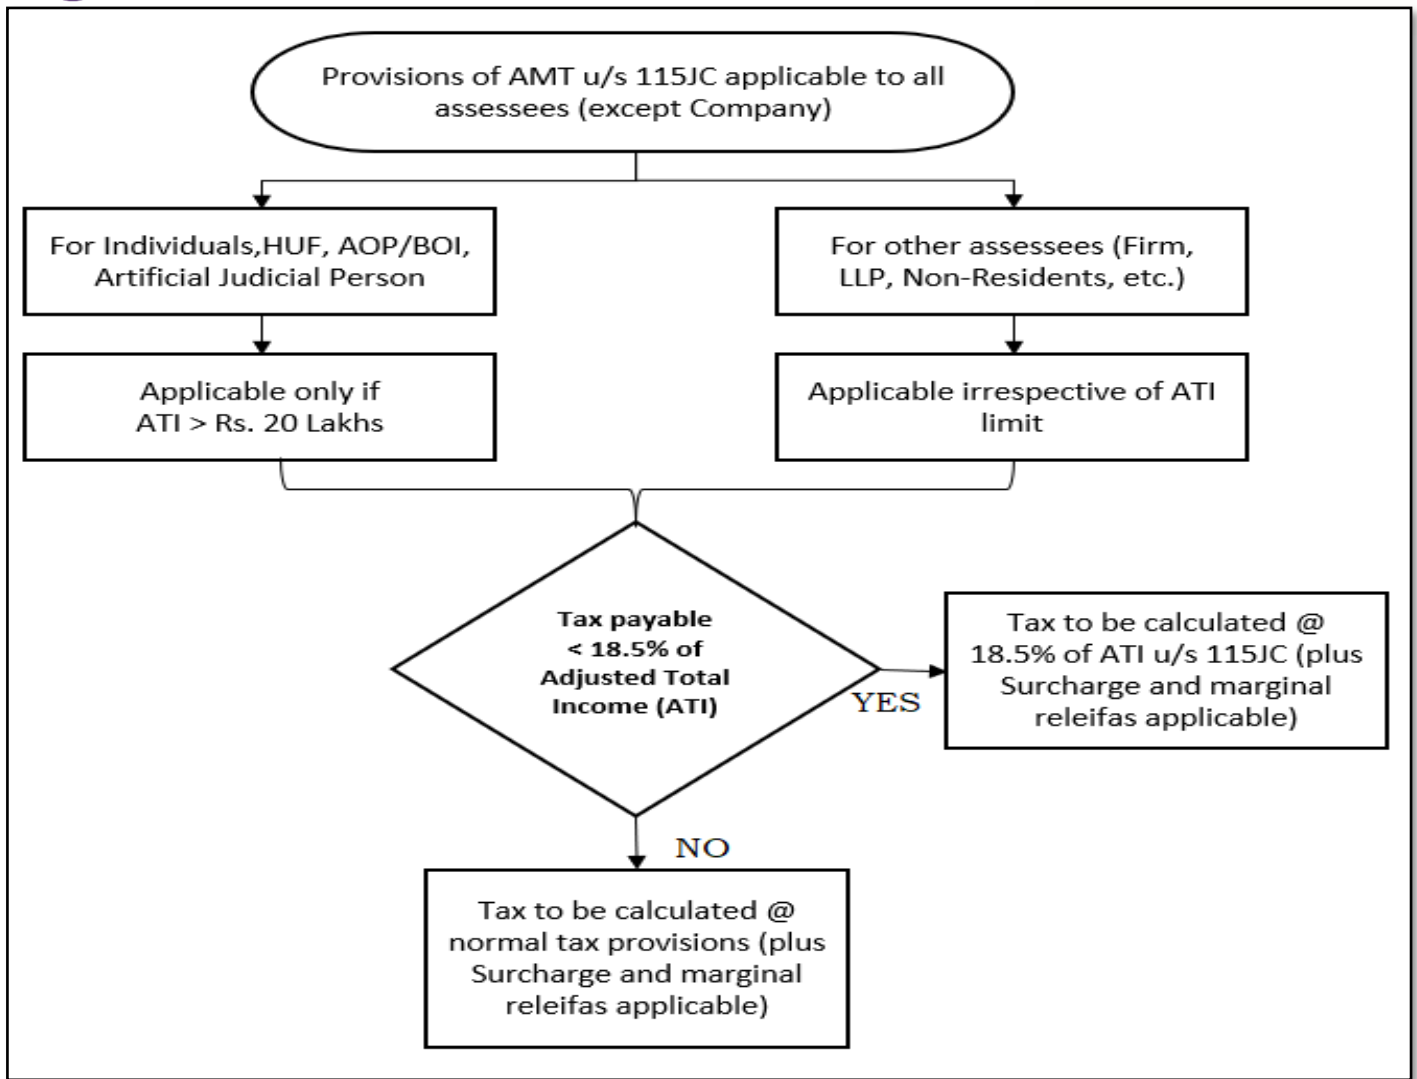 Provisions of AMT u/s 115JC applicable to all
assessees (except Company)
For Individuals,HUF, AOP/BOI,
Artificial Judicial Person
For other assessees (Firm,
LLP, Non-Residents, etc.)
Applicable only if
ATI > Rs. 20 Lakhs
Applicable irrespective of ATI
limit
Tax payable
< 18.5% of
Adjusted Total
Income (ATI)
YES
Tax to be calculated @
18.5% of ATI u/s 115JC (plus
Surcharge and marginal
releifas applicable)
NO
Tax to be calculated @
normal tax provisions (plus
Surcharge and marginal
releifas applicable)